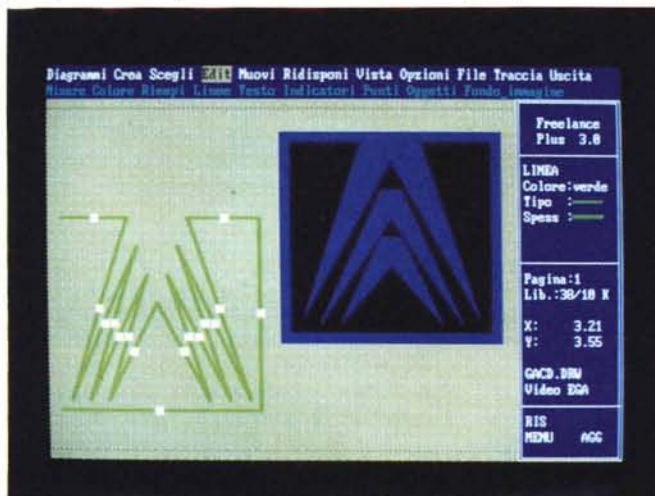 Diagrammi Crea Scegli Edit Muovi Ridisponi Vista Opzioni File Traccia Uscita
Misure Colore Riempi Linee Testo Indicatori Punti Oggetti Fondo_immagine
Freelance
Plus 3.0
LINEA
Colore:verde
Tipo :
Spess :
Pagina:1
Lib.:38/10 K
X: 3.21
Y: 3.55
GACD.DRW
Video EGA
RIS
MENU AGG